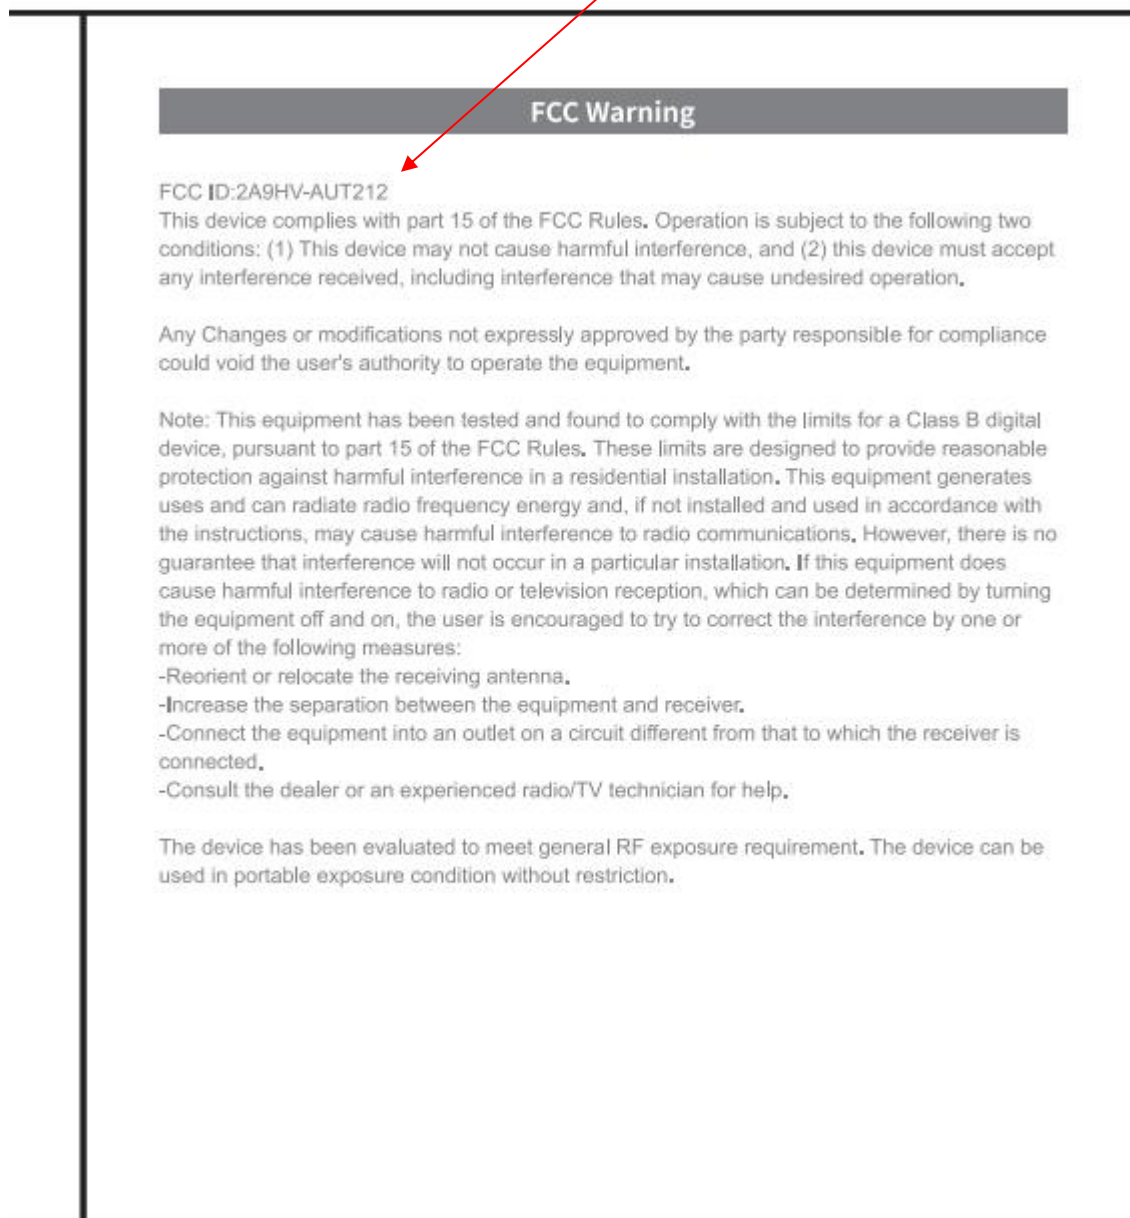 FCC Warning
FCC ID:2A9HV-AUT212
This device complies with part 15 of the FCC Rules. Operation is subject to the following two
conditions: (1) This device may not cause harmful interference, and (2) this device must accept
any interference received, including interference that may cause undesired operation.
Any Changes or modifications not expressly approved by the party responsible for compliance
could void the user's authority to operate the equipment.
Note: This equipment has been tested and found to comply with the limits for a Class B digital
device, pursuant to part 15 of the FCC Rules. These limits are designed to provide reasonable
protection against harmful interference in a residential installation. This equipment generates
uses and can radiate radio frequency energy and, if not installed and used in accordance with
the instructions, may cause harmful interference to radio communications. However, there is no
guarantee that interference will not occur in a particular installation. If this equipment does
cause harmful interference to radio or television reception, which can be determined by turning
the equipment off and on, the user is encouraged to try to correct the interference by one or
more of the following measures:
-Reorient or relocate the receiving antenna.
-Increase the separation between the equipment and receiver.
-Connect the equipment into an outlet on a circuit different from that to which the receiver is
connected.
-Consult the dealer or an experienced radio/TV technician for help.
The device has been evaluated to meet general RF exposure requirement. The device can be
used in portable exposure condition without restriction.